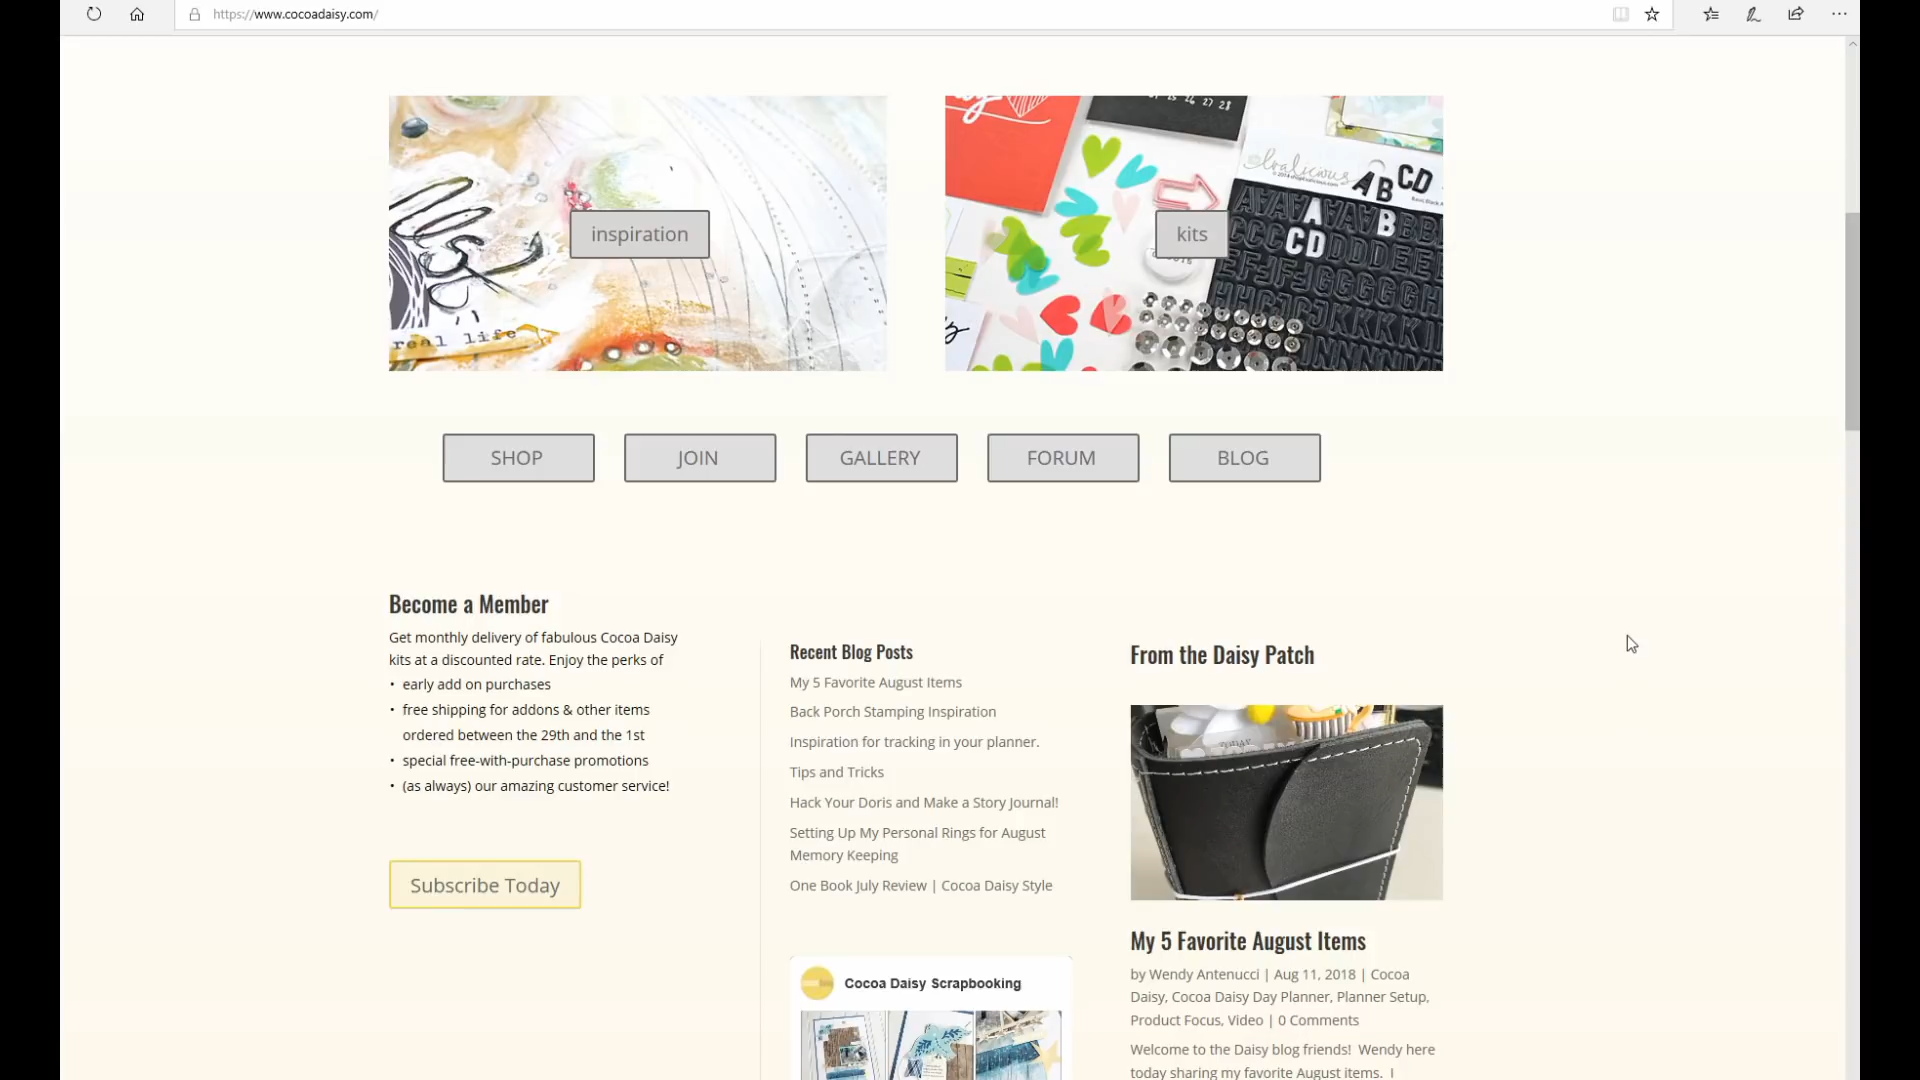 https://www.cocoadaisy.com/
25 26 27 28
real life
inspiration
kits
SHOP
JOIN
GALLERY
FORUM
BLOG
Become a Member
Get monthly delivery of fabulous Cocoa Daisy
kits at a discounted rate. Enjoy the perks of
• early add on purchases
• free shipping for addons & other items
ordered between the 29th and the 1st
• special free-with-purchase promotions
• (as always) our amazing customer service!
Subscribe Today
Recent Blog Posts
My 5 Favorite August Items
Back Porch Stamping Inspiration
Inspiration for tracking in your planner.
Tips and Tricks
Hack Your Doris and Make a Story Journal!
Setting Up My Personal Rings for August
Memory Keeping
One Book July Review | Cocoa Daisy Style
Cocoa Daisy Scrapbooking
From the Daisy Patch
TODAY
My 5 Favorite August Items
by Wendy Antenucci | Aug 11, 2018 | Cocoa
Daisy, Cocoa Daisy Day Planner, Planner Setup,
Product Focus, Video | 0 Comments
Welcome to the Daisy blog friends! Wendy here
today sharing my favorite August items. I